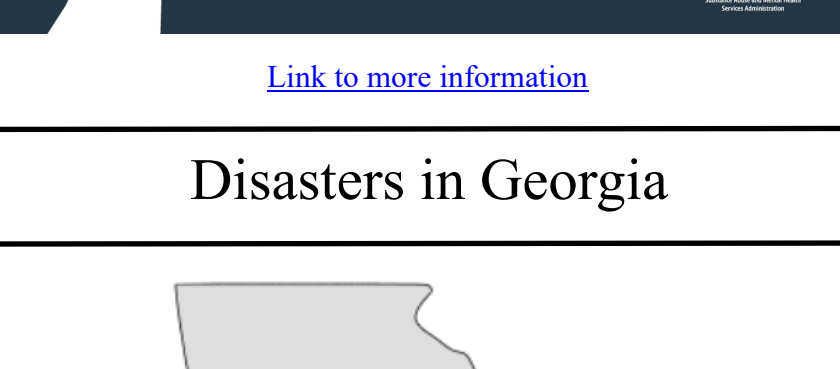 Substance Abuse and Mental Health
Services Administration
Link to more information
Disasters in Georgia